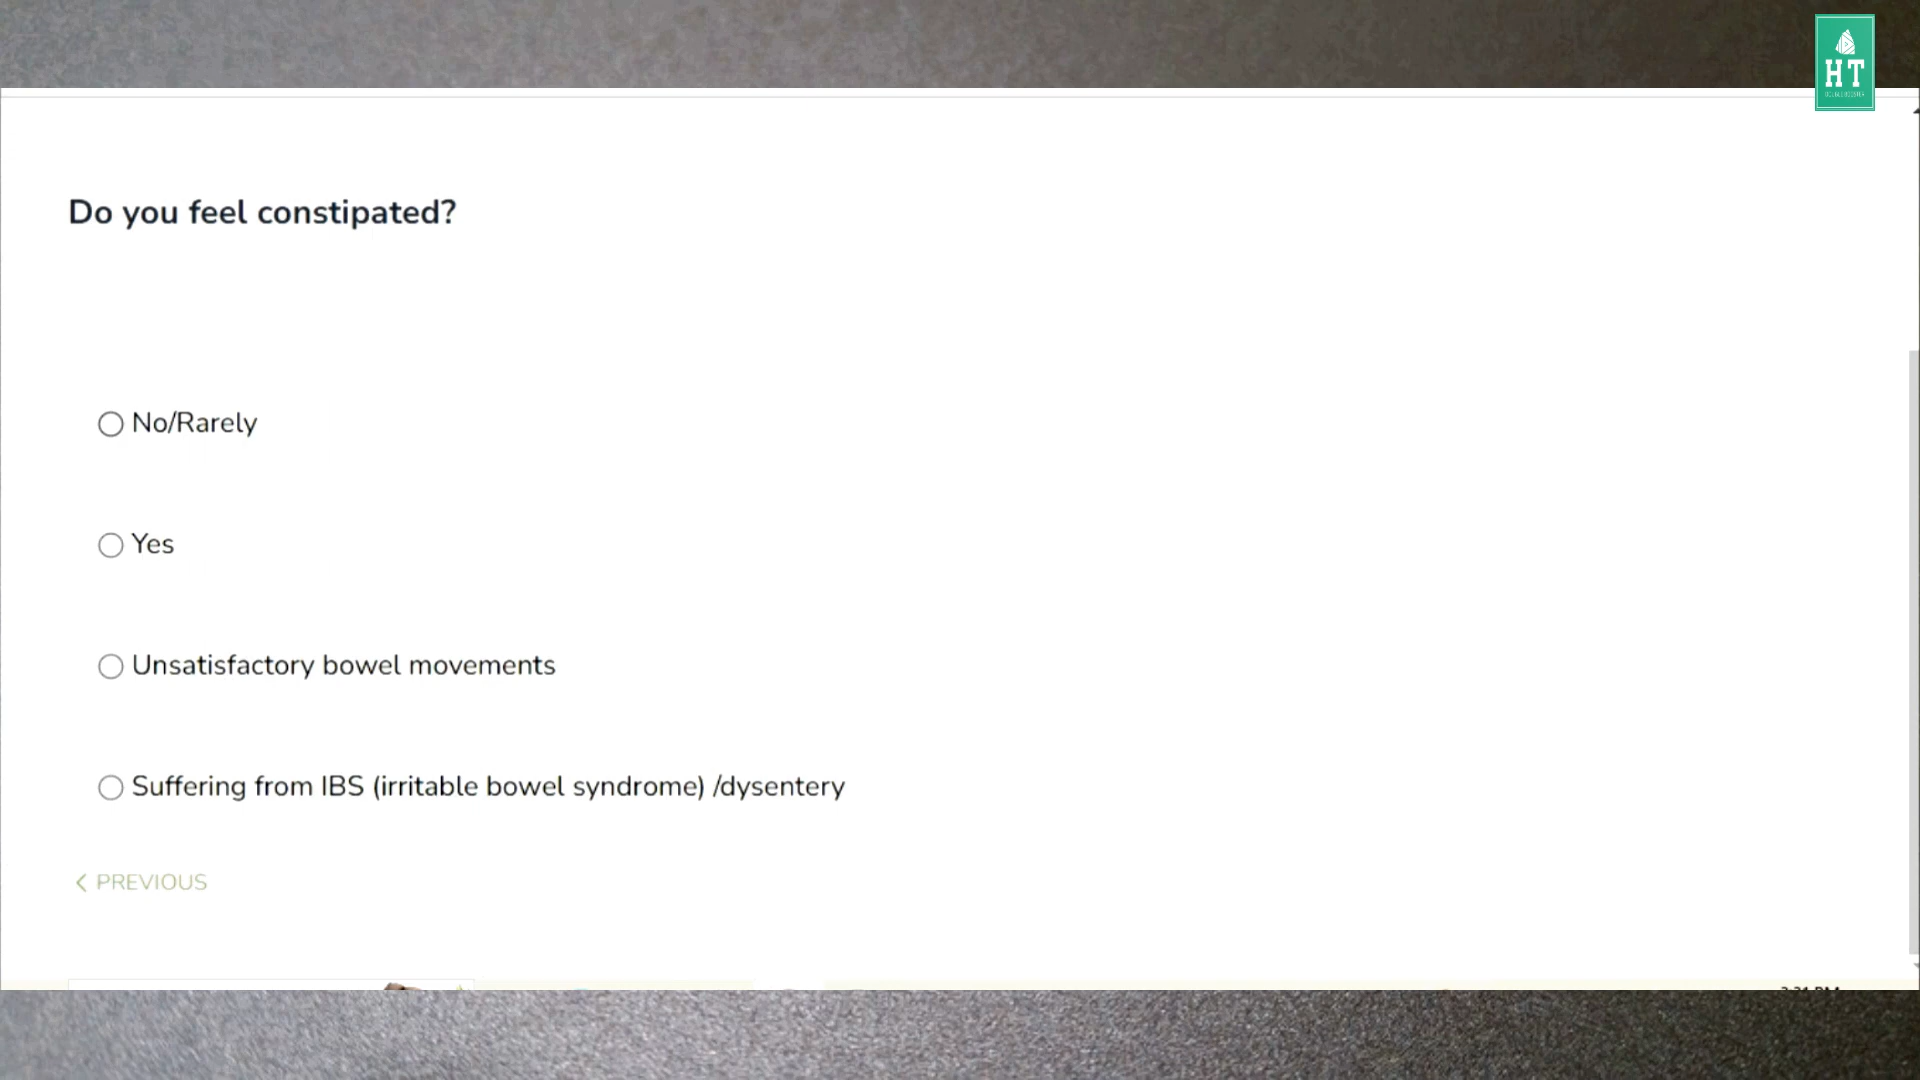 HT
Do you feel constipated?
No/Rarely
Yes
Unsatisfactory bowel movements
Suffering from IBS (irritable bowel syndrome) /dysentery
PREVIOUS